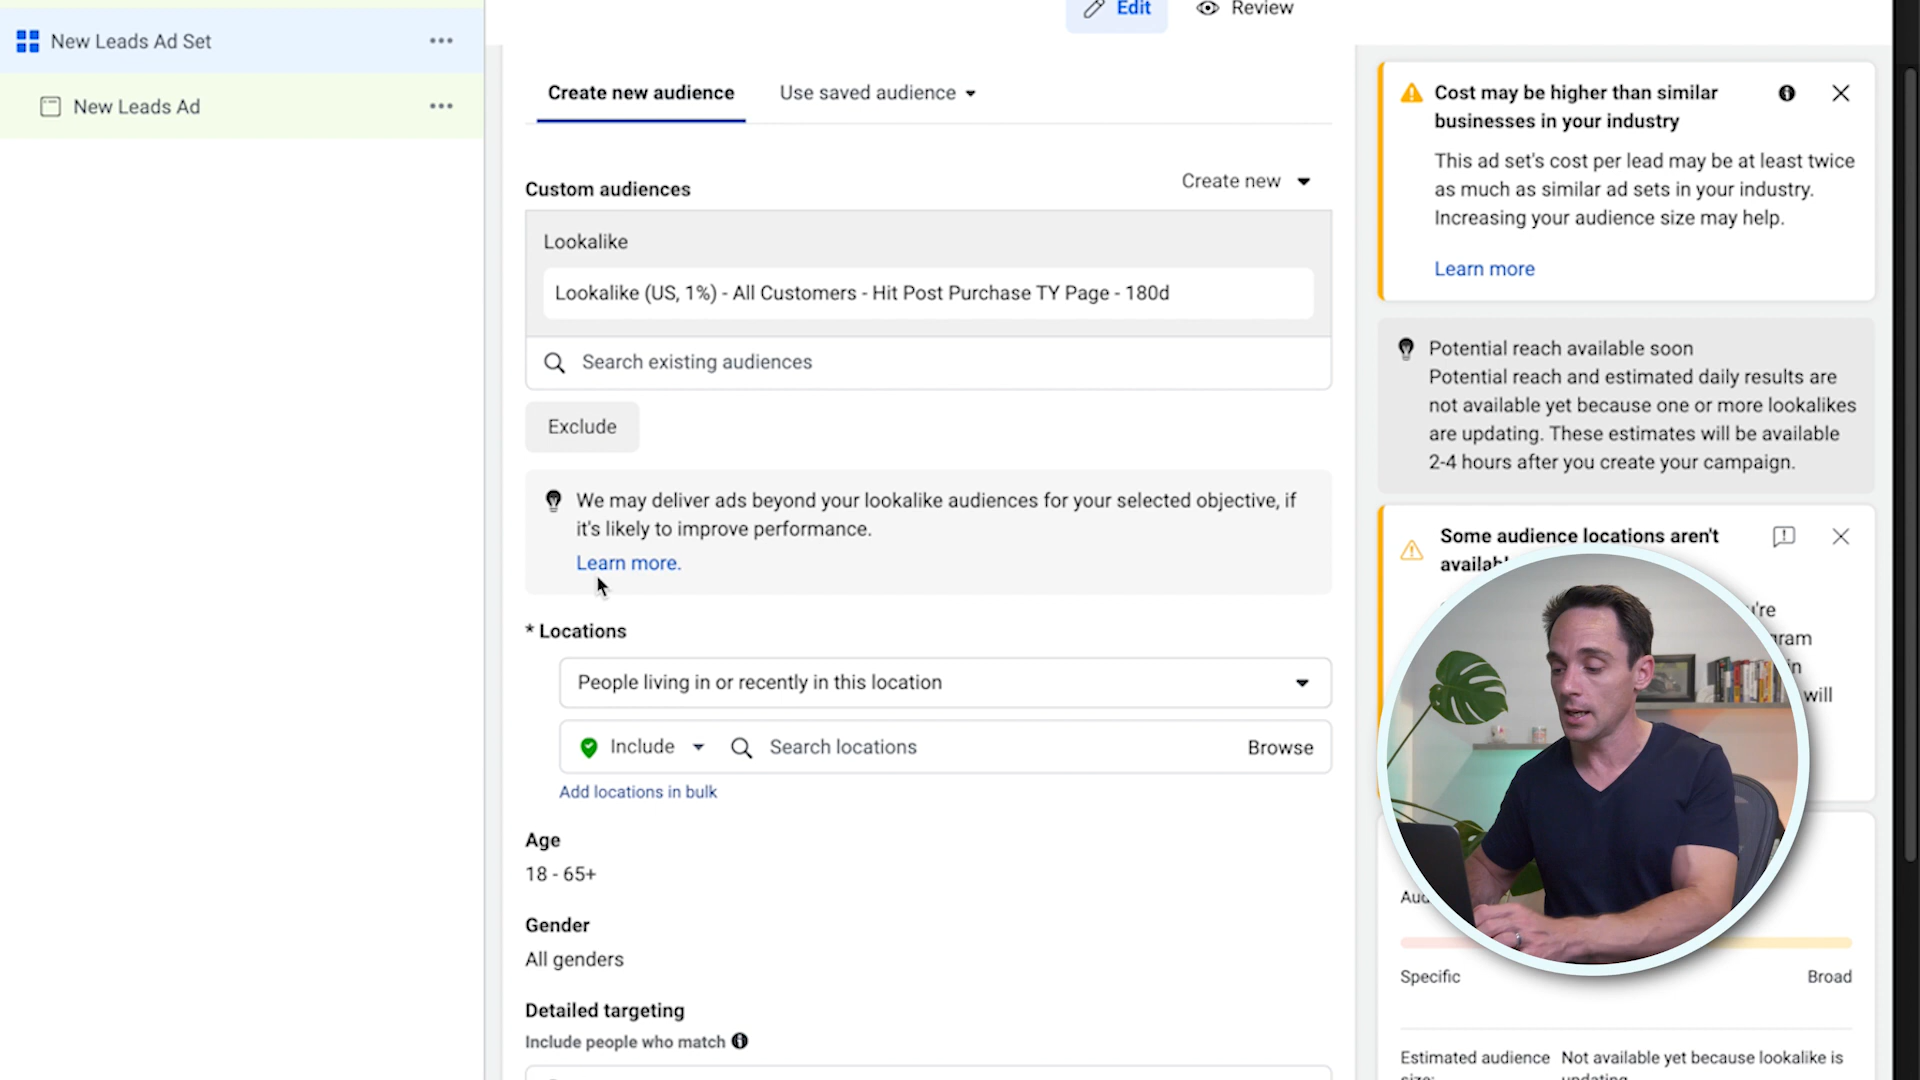 New Leads Ad Set
New Leads Ad
Edit
Review
Create new audience
Use saved audience
Custom audiences
Create new
Lookalike
Lookalike (US, 1%) - All Customers - Hit Post Purchase TY Page - 180d
Search existing audiences
Exclude
We may deliver ads beyond your lookalike audiences for your selected objective, if
it's likely to improve performance.
Learn more.
* Locations
People living in or recently in this location
Include
Search locations
Browse
Add locations in bulk
Age
18 - 65+
Gender
All genders
Detailed targeting
Include people who match
Cost may be higher than similar
businesses in your industry
This ad set's cost per lead may be at least twice
as much as similar ad sets in your industry.
Increasing your audience size may help.
Learn more
Potential reach available soon
Potential reach and estimated daily results are
not available yet because one or more lookalikes
are updating. These estimates will be available
2-4 hours after you create your campaign.
Some audience locations aren't
will
Specific
Broad
Estimated audience
Not available yet because lookalike is